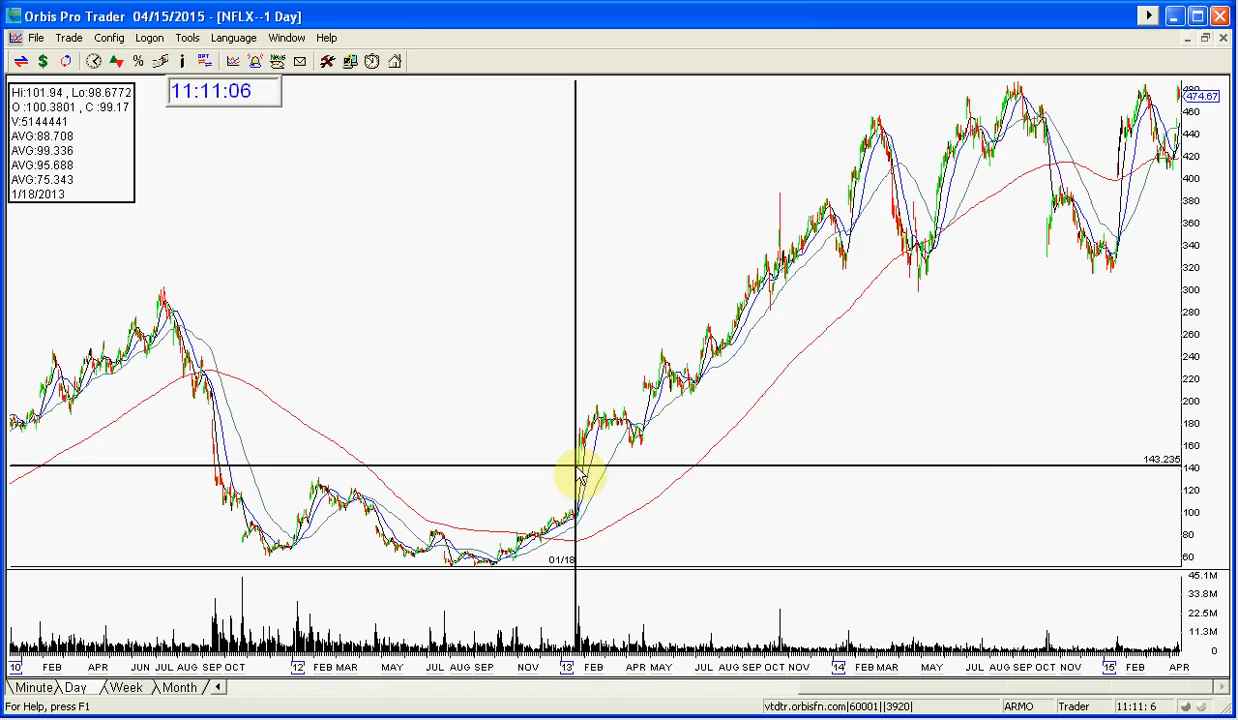 Orbis Pro Trader 04/15/2015 - [NFLX--1 Day]
File Trade Config Logon Tools Language Window Help
OPT News
11:11:06
Hi:101.94 , Lo:98.6772
O :100.3801 , C :99.17
V:5144441
AVG:88.708
AVG:99.336
AVG:95.688
AVG:75.343
1/18/2013
480
474.67
460
440
420
400
380
360
340
320
300
280
260
240
220
200
180
160
143.235
140
120
100
80
60
01/18
45.1M
33.8M
22.5M
11.3M
0
10 FEB APR JUN JUL AUG SEP OCT 12 FEB MAR MAY JUL AUG SEP NOV 13 FEB APR MAY JUL AUG SEP OCT NOV 14 FEB MAR MAY JUL AUG SEP OCT NOV 15 FEB APR
Minute Day Week Month
For Help, press F1 vtdtr.orbisfn.com|60001||3920| ARMO Trader 11:11: 6